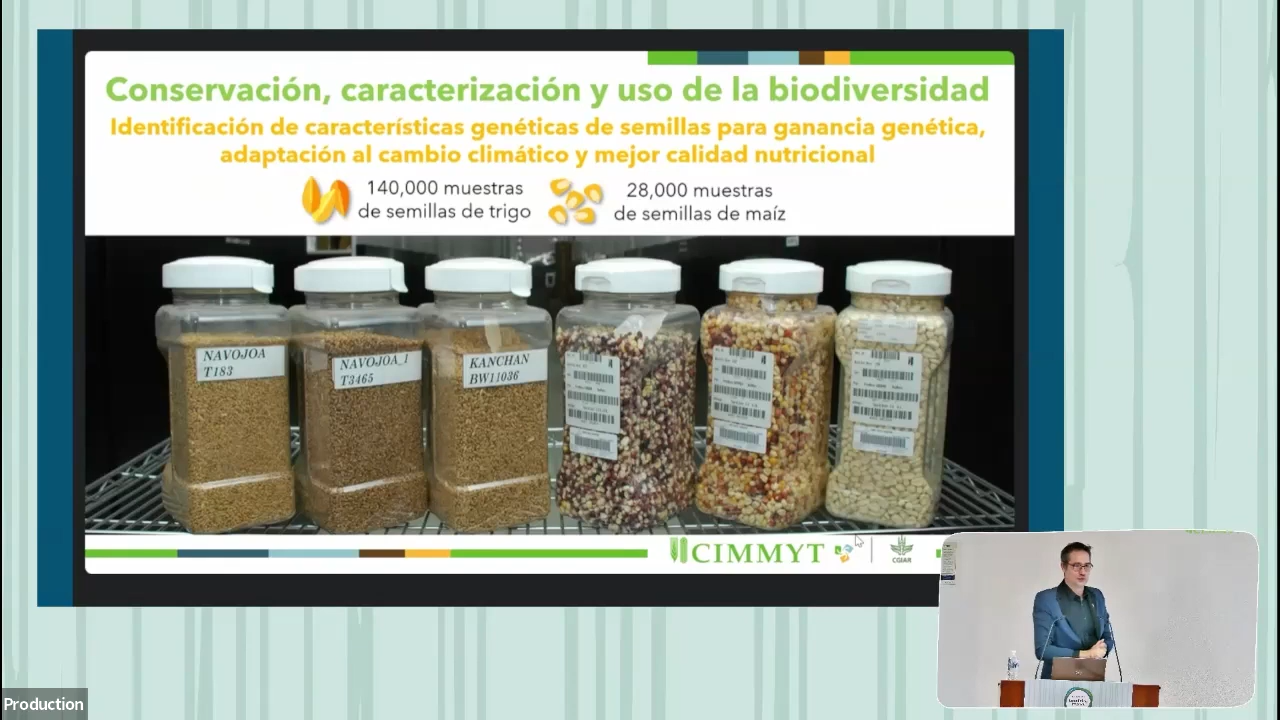 Conservación, caracterización y uso de la biodiversidad
Identificación de características genéticas de semillas para ganancia genética,
adaptación al cambio climático y mejor calidad nutricional
140,000 muestras
de semillas de trigo
28,000 muestras
de semillas de maíz
NAVOJOA
T183
NAVOJOA_1
T3465
KANCHAN
BW11036
CIMMYT
CGIAR
Production